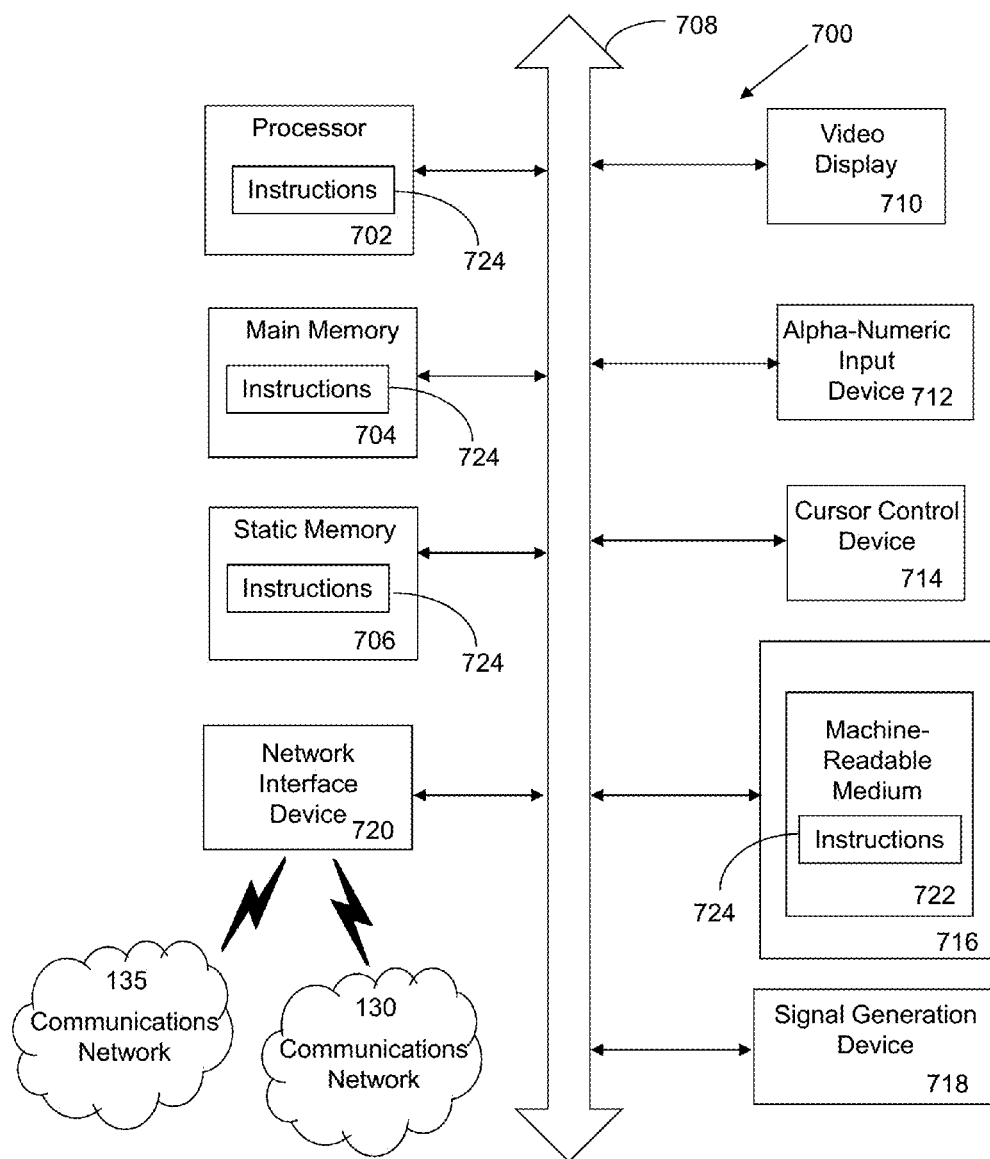 708
700
Processor
Instructions
702
724
Video
Display
710
Main Memory
Instructions
704
724
Alpha-Numeric
Input
Device
712
Static Memory
Instructions
706
724
Cursor Control
Device
714
Network
Interface
Device
720
Machine-
Readable
Medium
Instructions
724
722
716
135
Communications
Network
130
Communications
Network
Signal Generation
Device
718